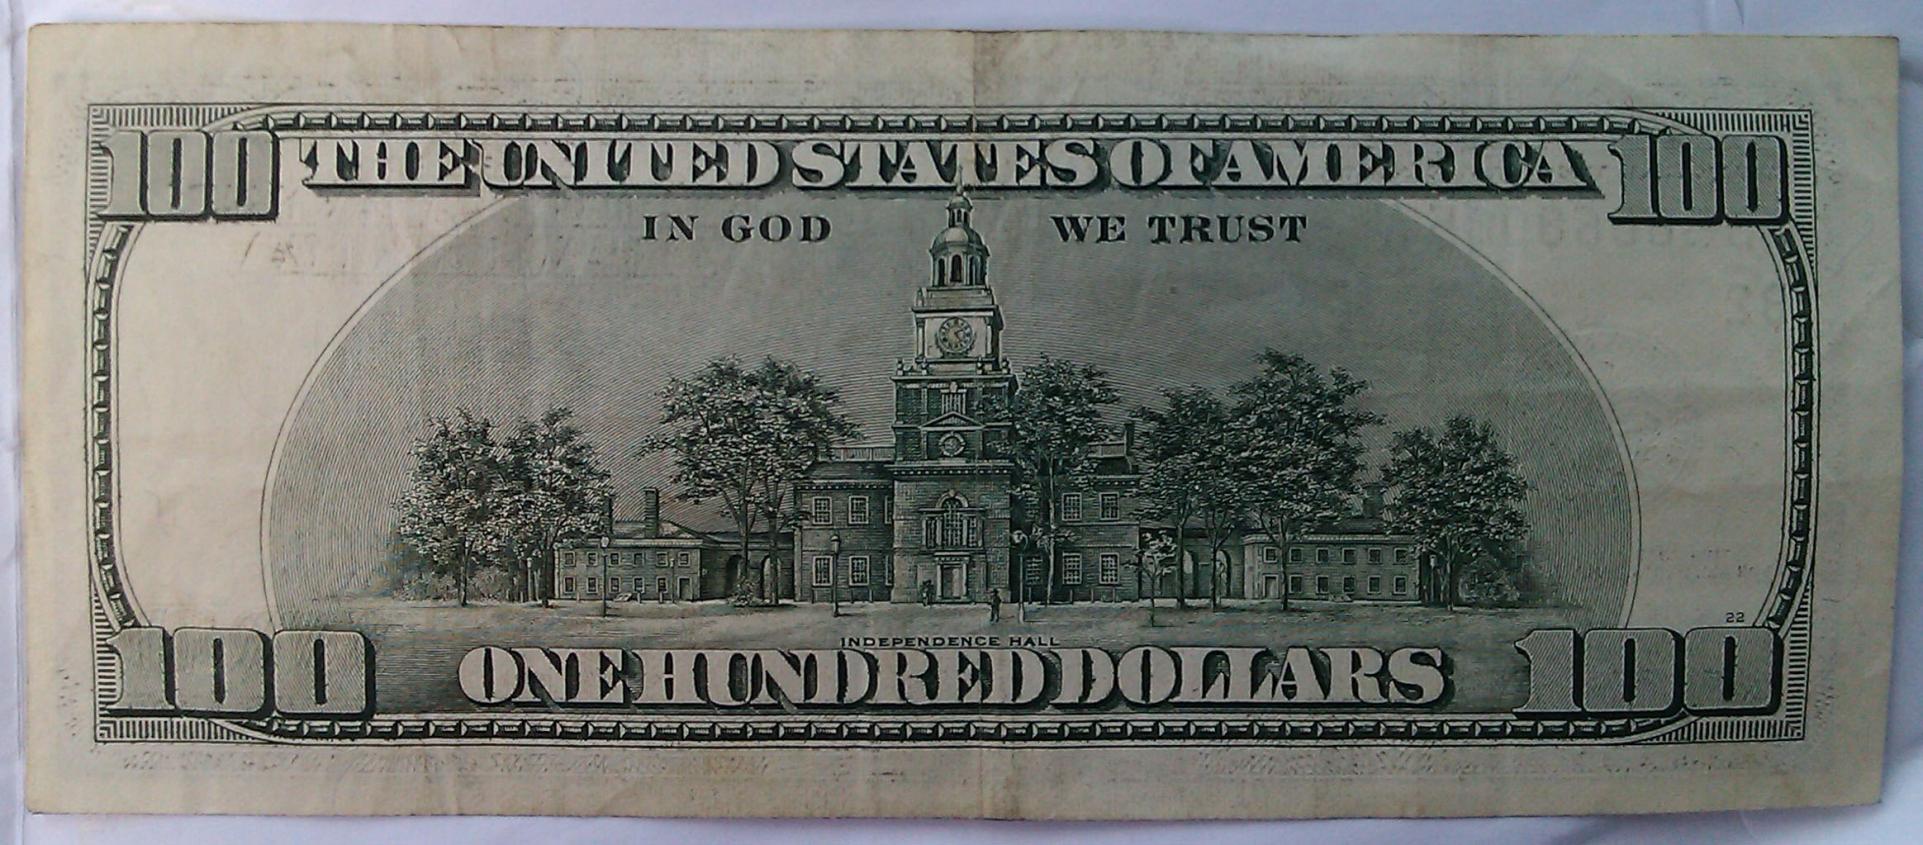 100 THE UNITED STATES OF AMERICA 100
IN GOD WE TRUST
22
INDEPENDENCE HALL
100 ONE HUNDRED DOLLARS 100